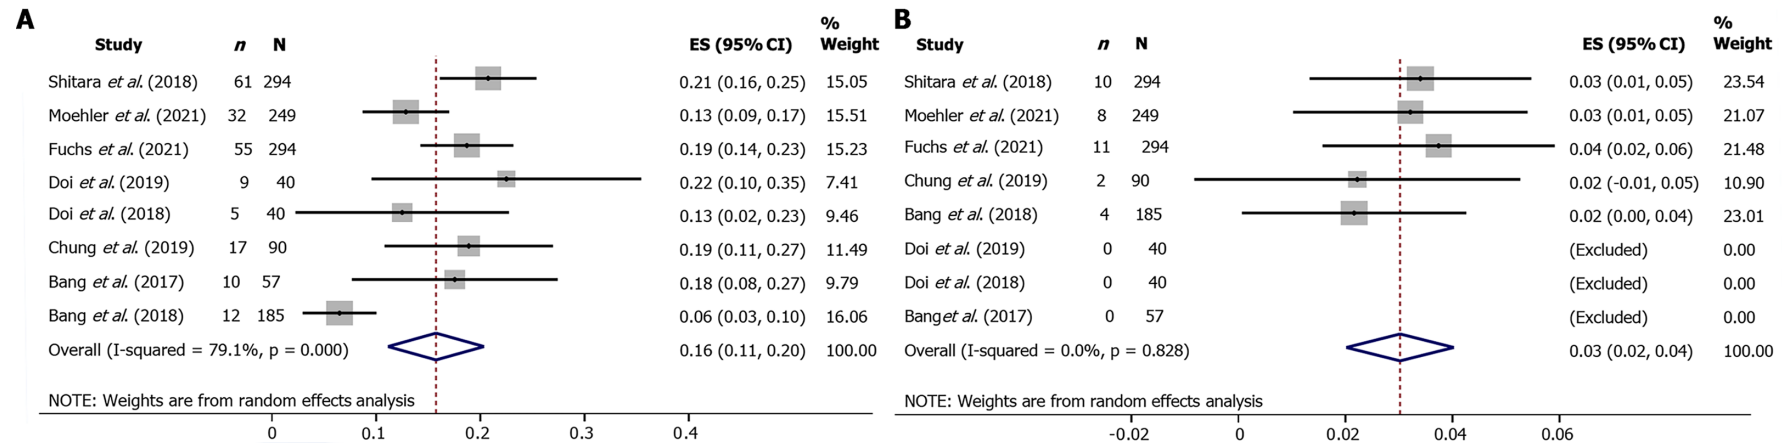 A
Study n N ES (95% CI) % Weight
Shitara et al. (2018) 61 294 0.21 (0.16, 0.25) 15.05
Moehler et al. (2021) 32 249 0.13 (0.09, 0.17) 15.51
Fuchs et al. (2021) 55 294 0.19 (0.14, 0.23) 15.23
Doi et al. (2019) 9 40 0.22 (0.10, 0.35) 7.41
Doi et al. (2018) 5 40 0.13 (0.02, 0.23) 9.46
Chung et al. (2019) 17 90 0.19 (0.11, 0.27) 11.49
Bang et al. (2017) 10 57 0.18 (0.08, 0.27) 9.79
Bang et al. (2018) 12 185 0.06 (0.03, 0.10) 16.06
Overall (I-squared = 79.1%, p = 0.000) 0.16 (0.11, 0.20) 100.00
NOTE: Weights are from random effects analysis
0 0.1 0.2 0.3 0.4
B
Study n N ES (95% CI) % Weight
Shitara et al. (2018) 10 294 0.03 (0.01, 0.05) 23.54
Moehler et al. (2021) 8 249 0.03 (0.01, 0.05) 21.07
Fuchs et al. (2021) 11 294 0.04 (0.02, 0.06) 21.48
Chung et al. (2019) 2 90 0.02 (-0.01, 0.05) 10.90
Bang et al. (2018) 4 185 0.02 (0.00, 0.04) 23.01
Doi et al. (2019) 0 40 (Excluded) 0.00
Doi et al. (2018) 0 40 (Excluded) 0.00
Banget al. (2017) 0 57 (Excluded) 0.00
Overall (I-squared = 0.0%, p = 0.828) 0.03 (0.02, 0.04) 100.00
NOTE: Weights are from random effects analysis
-0.02 0 0.02 0.04 0.06